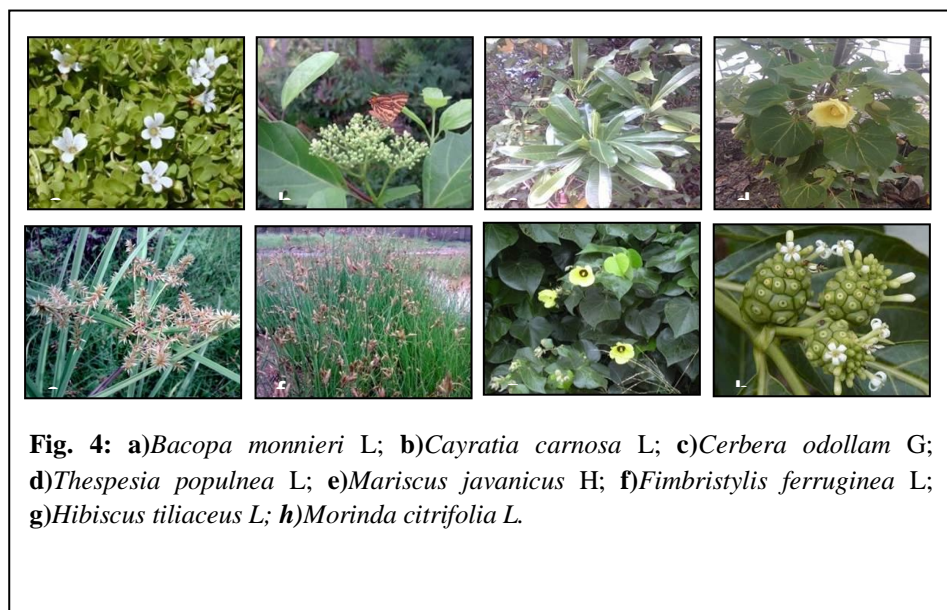 Fig. 4: a)Bacopa monnieri L; b)Cayratia carnosa L; c)Cerbera odollam G;
d)Thespesia populnea L; e)Mariscus javanicus H; f)Fimbristylis ferruginea L;
g)Hibiscus tiliaceus L; h)Morinda citrifolia L.